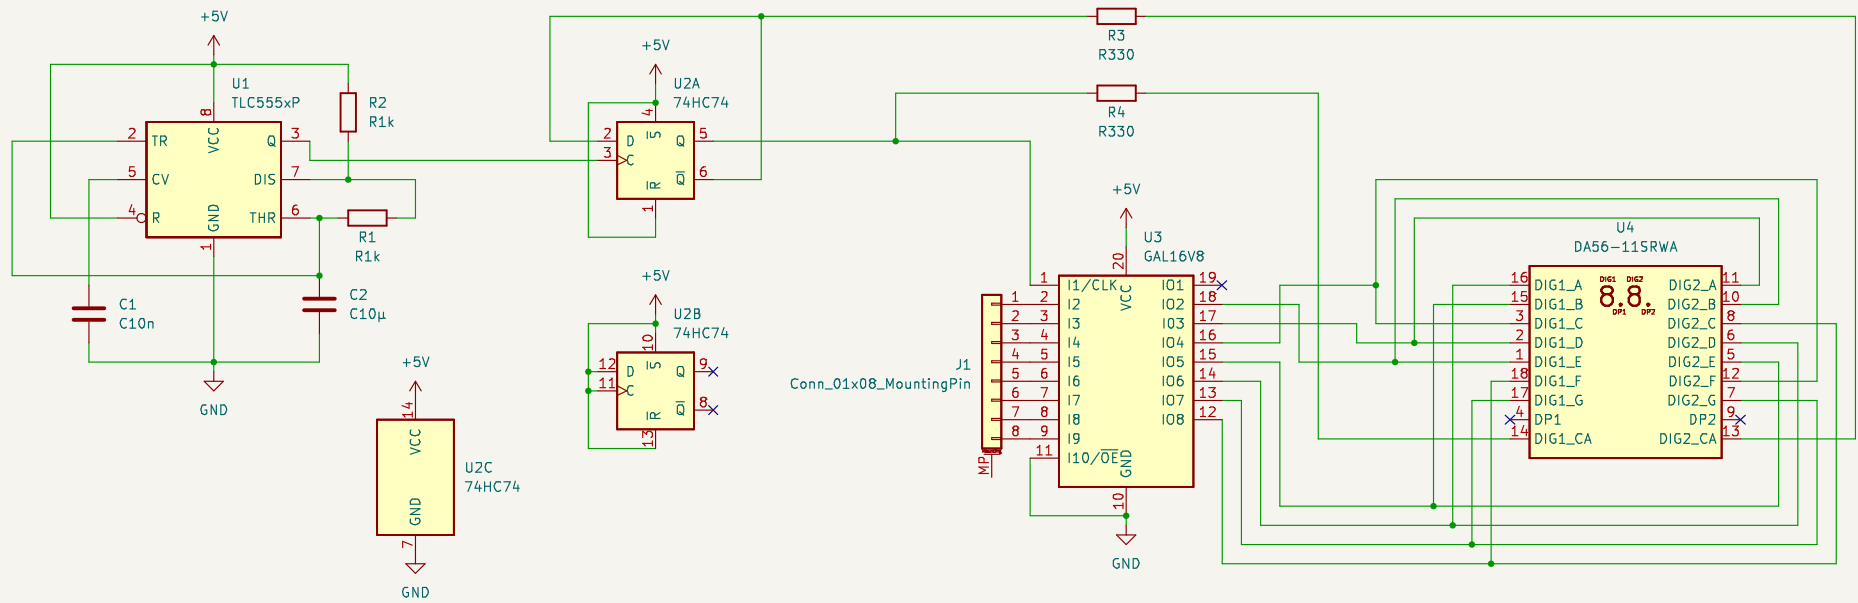 +5V
U1
TLC555xP
8
VCC
2
TR
5
CV
4
R
Q
3
DIS
7
THR
6
GND
1
R2
R1k
R1
R1k
C1
C10n
C2
C10µ
GND
+5V
14
VCC
GND
7
U2C
74HC74
GND
+5V
U2A
74HC74
4
S
2
D
3
C
Q
5
Q
6
R
1
+5V
U2B
74HC74
10
S
12
D
11
C
Q
9
Q
8
R
13
R3
R330
R4
R330
J1
Conn_01x08_MountingPin
1
2
3
4
5
6
7
8
MP
+5V
U3
GAL16V8
20
VCC
1
I1/CLK
2
I2
3
I3
4
I4
5
I5
6
I6
7
I7
8
I8
9
I9
11
I10/OE
IO1
19
IO2
18
IO3
17
IO4
16
IO5
15
IO6
14
IO7
13
IO8
12
GND
10
GND
U4
DA56-11SRWA
DIG1 DIG2
8.8.
DP1 DP2
16
DIG1_A
15
DIG1_B
3
DIG1_C
2
DIG1_D
1
DIG1_E
18
DIG1_F
17
DIG1_G
4
DP1
14
DIG1_CA
DIG2_A
11
DIG2_B
10
DIG2_C
8
DIG2_D
6
DIG2_E
5
DIG2_F
12
DIG2_G
7
DP2
9
DIG2_CA
13